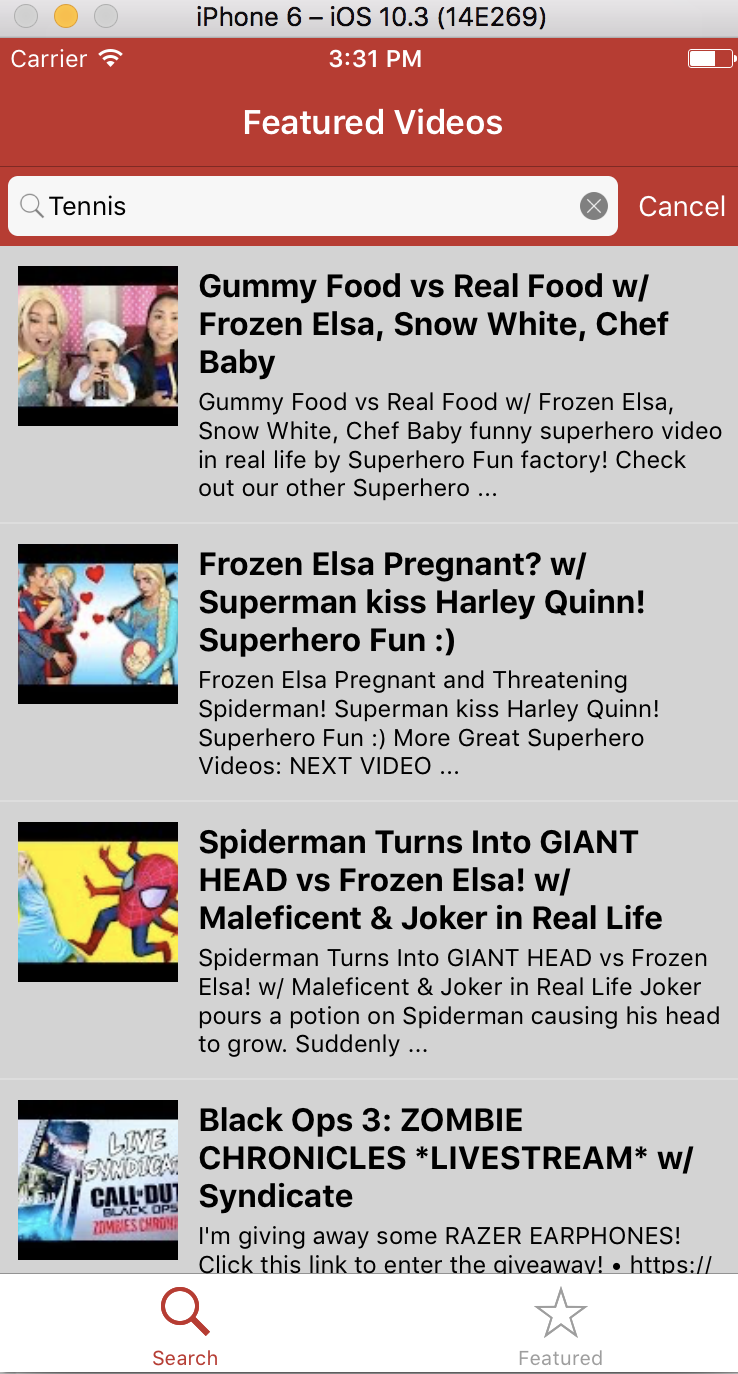 iPhone 6 – iOS 10.3 (14E269)
Carrier 3:31 PM
Featured Videos
Tennis Cancel
Gummy Food vs Real Food w/
Frozen Elsa, Snow White, Chef
Baby
Gummy Food vs Real Food w/ Frozen Elsa,
Snow White, Chef Baby funny superhero video
in real life by Superhero Fun factory! Check
out our other Superhero ...
Frozen Elsa Pregnant? w/
Superman kiss Harley Quinn!
Superhero Fun :)
Frozen Elsa Pregnant and Threatening
Spiderman! Superman kiss Harley Quinn!
Superhero Fun :) More Great Superhero
Videos: NEXT VIDEO ...
Spiderman Turns Into GIANT
HEAD vs Frozen Elsa! w/
Maleficent & Joker in Real Life
Spiderman Turns Into GIANT HEAD vs Frozen
Elsa! w/ Maleficent & Joker in Real Life Joker
pours a potion on Spiderman causing his head
to grow. Suddenly ...
LIVE
CALL·DUT
BLACK OPS
ZOMBIES
Black Ops 3: ZOMBIE
CHRONICLES *LIVESTREAM* w/
Syndicate
I'm giving away some RAZER EARPHONES!
Click this link to enter the giveaway! • https://
Search Featured